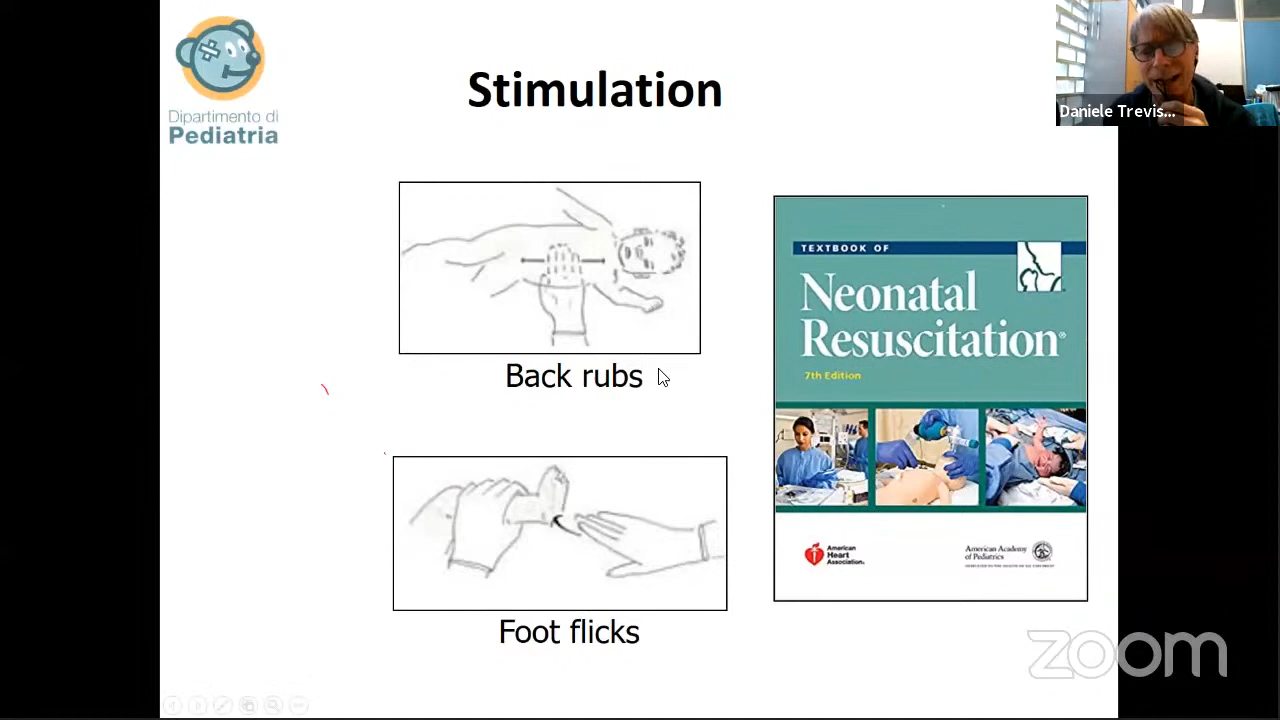 Dipartimento di
Pediatria
Stimulation
Daniele Trevis...
Back rubs
Foot flicks
TEXTBOOK OF
Neonatal
Resuscitation®
7th Edition
American
Heart
Association®
American Academy
of Pediatrics
zoom